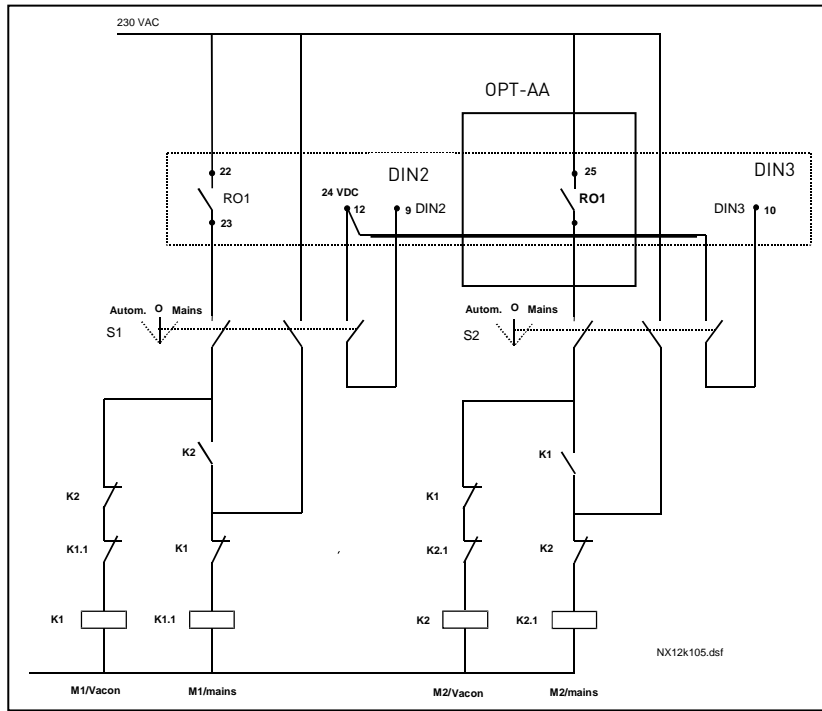 230 VAC
OPT-AA
22
RO1
23
24 VDC
12
DIN2
9 DIN2
25
RO1
DIN3
DIN3 10
Autom. O Mains
S1
Autom. O Mains
S2
K2
K1
K2
K1
K1.1
K1
K2.1
K2
K1
K1.1
K2
K2.1
NX12k105.dsf
M1/Vacon
M1/mains
M2/Vacon
M2/mains